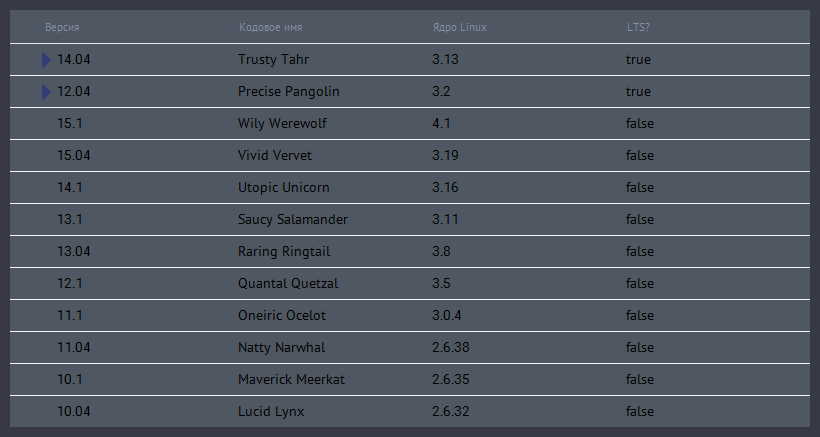 Версия Кодовое имя Ядро Linux LTS?
14.04 Trusty Tahr 3.13 true
12.04 Precise Pangolin 3.2 true
15.1 Wily Werewolf 4.1 false
15.04 Vivid Vervet 3.19 false
14.1 Utopic Unicorn 3.16 false
13.1 Saucy Salamander 3.11 false
13.04 Raring Ringtail 3.8 false
12.1 Quantal Quetzal 3.5 false
11.1 Oneiric Ocelot 3.0.4 false
11.04 Natty Narwhal 2.6.38 false
10.1 Maverick Meerkat 2.6.35 false
10.04 Lucid Lynx 2.6.32 false